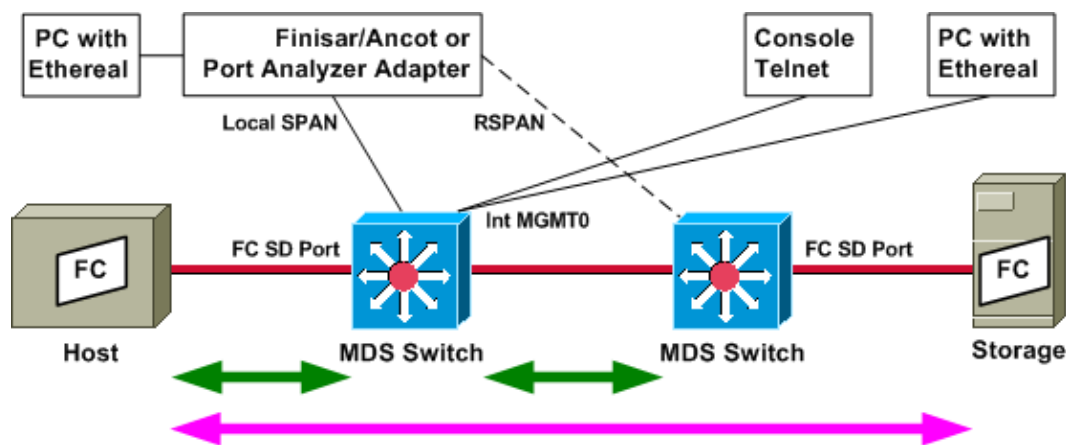 PC with
Ethereal
Finisar/Ancot or
Port Analyzer Adapter
Console
Telnet
PC with
Ethereal
Local SPAN
RSPAN
Int MGMT0
FC
FC SD Port
FC SD Port
FC
Host
MDS Switch
MDS Switch
Storage